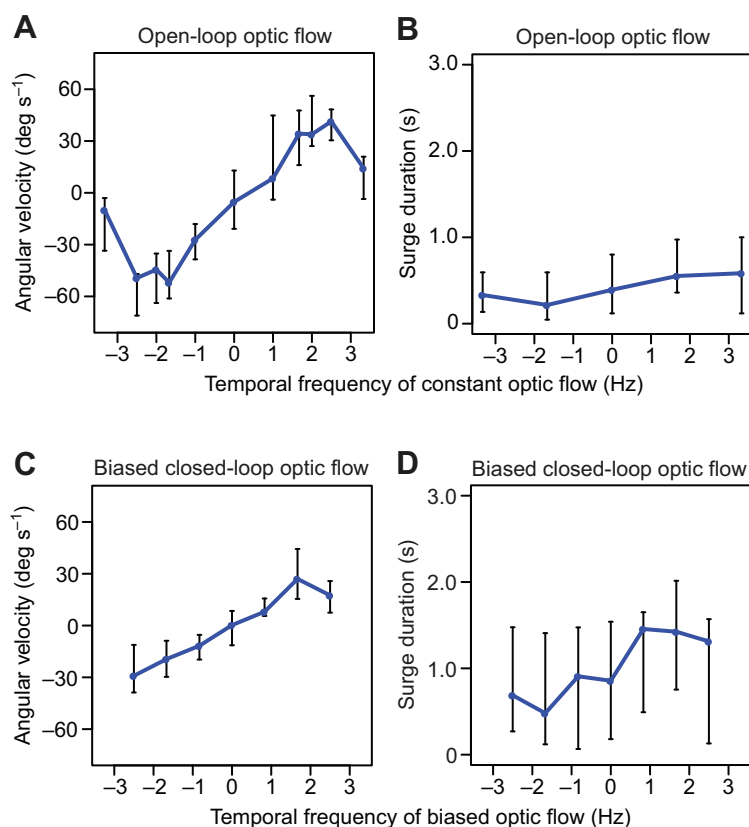 A
Open-loop optic flow
Angular velocity (deg s⁻¹)
60
30
0
–30
–60
–3 –2 –1 0 1 2 3
B
Open-loop optic flow
Surge duration (s)
3.0
2.0
1.0
0
–3 –2 –1 0 1 2 3
Temporal frequency of constant optic flow (Hz)
C
Biased closed-loop optic flow
Angular velocity (deg s⁻¹)
60
30
0
–30
–60
–3 –2 –1 0 1 2 3
D
Biased closed-loop optic flow
Surge duration (s)
3.0
2.0
1.0
0
–3 –2 –1 0 1 2 3
Temporal frequency of biased optic flow (Hz)